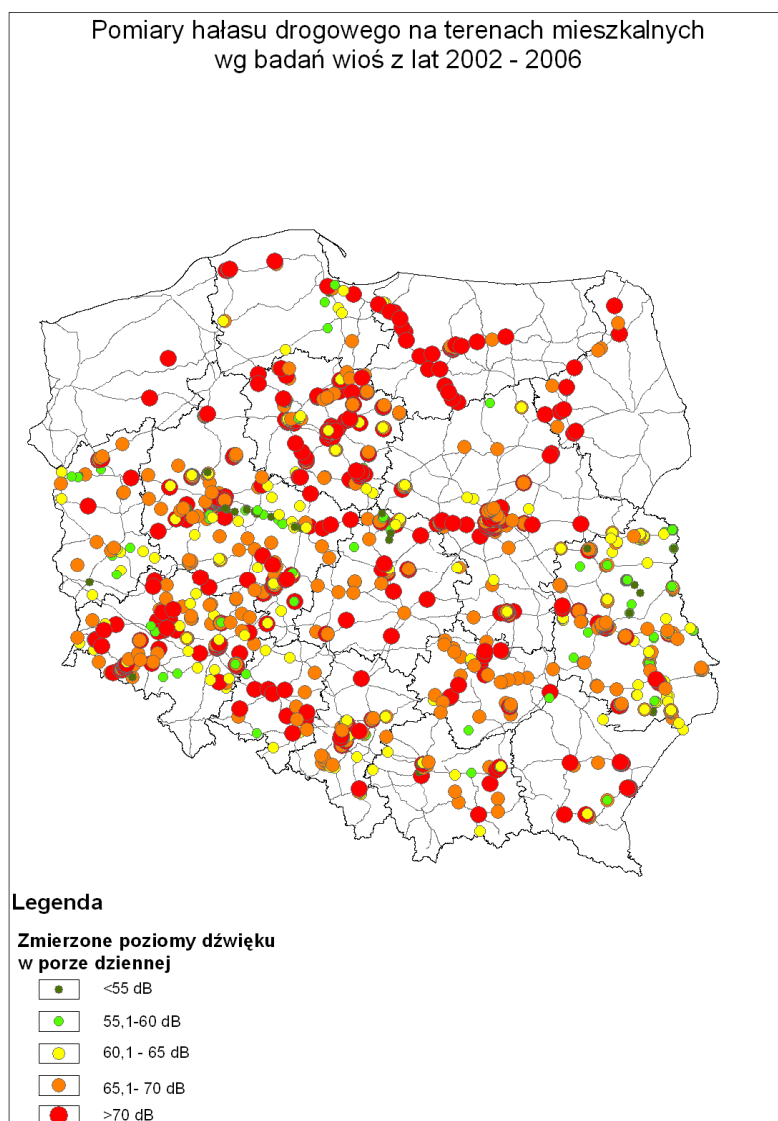 Pomiary hałasu drogowego na terenach mieszkalnych
wg badań wioś z lat 2002 - 2006
Legenda
Zmierzone poziomy dźwięku
w porze dziennej
<55 dB
55,1-60 dB
60,1 - 65 dB
65,1- 70 dB
>70 dB